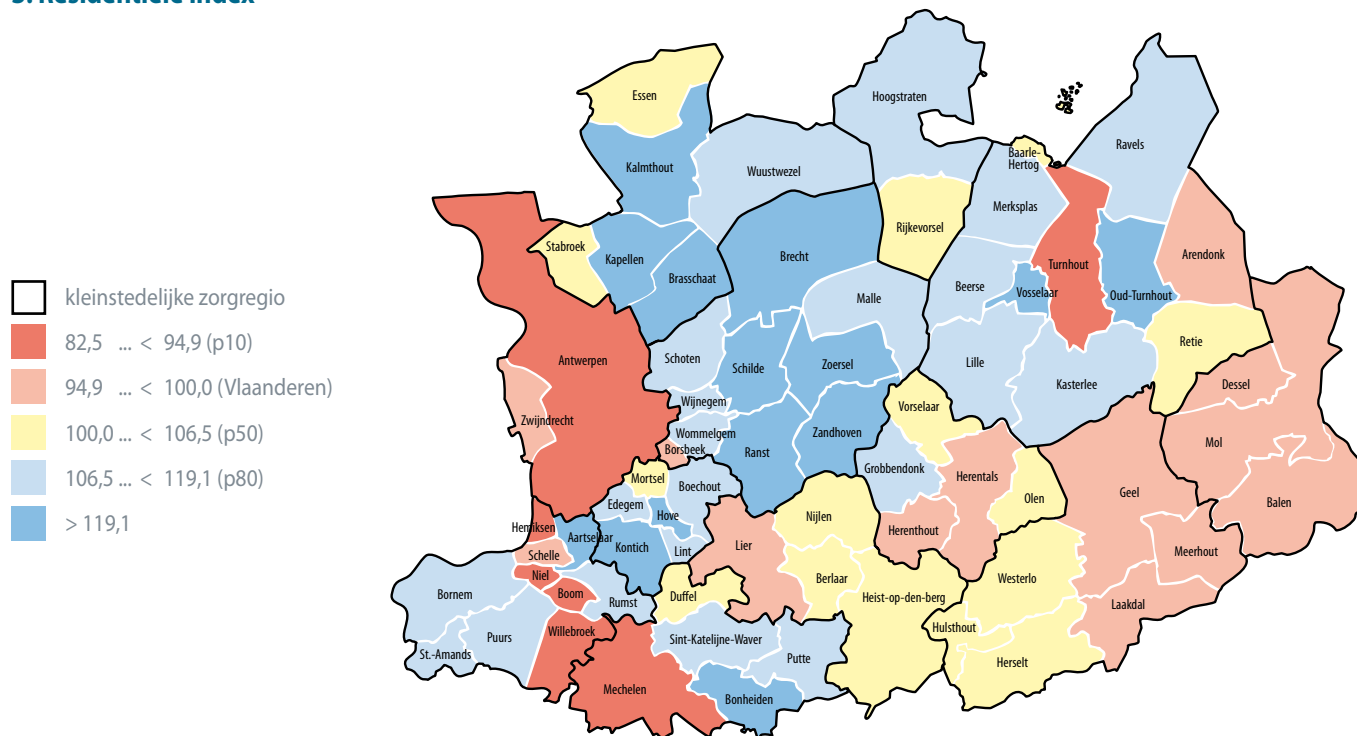 Essen
Hoogstraten
Kalmthout
Wuustwezel
Baarle-
Hertog
Ravels
Merksplas
Rijkevorsel
Stabroek
Kapellen
Brasschaat
Brecht
Turnhout
Arendonk
kleinstedelijke zorgregio
Malle
Beerse
Vosselaar
Oud-Turnhout
82,5 ... < 94,9 (p10)
Antwerpen
Schoten
Schilde
Zoersel
Lille
Kasterlee
Retie
94,9 ... < 100,0 (Vlaanderen)
Dessel
Wijnegem
Vorselaar
Zwijndrecht
100,0 ... < 106,5 (p50)
Wommelgem
Zandhoven
Borsbeek
Ranst
Mol
Grobbendonk
Herentals
106,5 ... < 119,1 (p80)
Mortsel
Boechout
Geel
Olen
Balen
Edegem
Hove
Nijlen
> 119,1
Aartselaar
Kontich
Lint
Lier
Herenthout
Schelle
Meerhout
Niel
Boom
Berlaar
Westerlo
Bornem
Rumst
Duffel
Heist-op-den-berg
Laakdal
Puurs
Willebroek
Hulsthout
St.-Amands
Sint-Katelijne-Waver
Putte
Herselt
Mechelen
Bonheiden